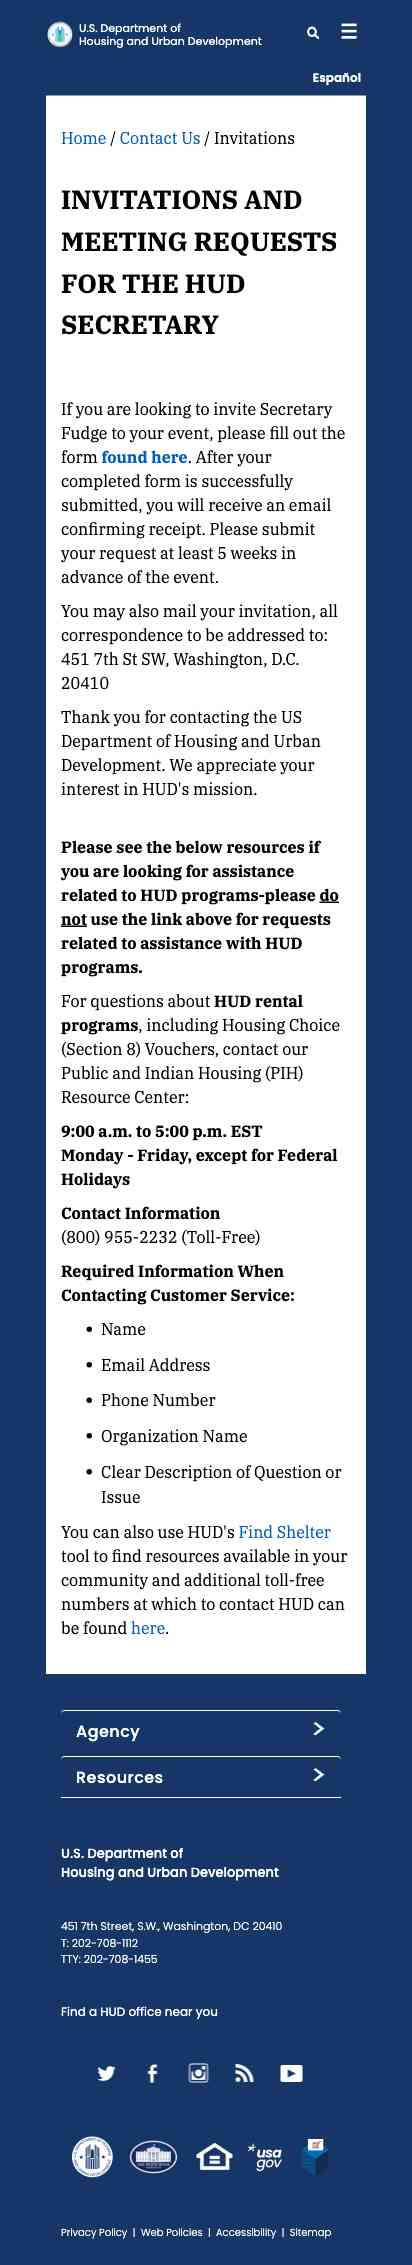 U.S. Department of
Housing and Urban Development
Español
Home / Contact Us / Invitations
INVITATIONS AND
MEETING REQUESTS
FOR THE HUD
SECRETARY
If you are looking to invite Secretary
Fudge to your event, please fill out the
form found here. After your
completed form is successfully
submitted, you will receive an email
confirming receipt. Please submit
your request at least 5 weeks in
advance of the event.
You may also mail your invitation, all
correspondence to be addressed to:
451 7th St SW, Washington, D.C.
20410
Thank you for contacting the US
Department of Housing and Urban
Development. We appreciate your
interest in HUD's mission.
Please see the below resources if
you are looking for assistance
related to HUD programs-please do
not use the link above for requests
related to assistance with HUD
programs.
For questions about HUD rental
programs, including Housing Choice
(Section 8) Vouchers, contact our
Public and Indian Housing (PIH)
Resource Center:
9:00 a.m. to 5:00 p.m. EST
Monday - Friday, except for Federal
Holidays
Contact Information
(800) 955-2232 (Toll-Free)
Required Information When
Contacting Customer Service:
• Name
• Email Address
• Phone Number
• Organization Name
• Clear Description of Question or
Issue
You can also use HUD's Find Shelter
tool to find resources available in your
community and additional toll-free
numbers at which to contact HUD can
be found here.
Agency
Resources
U.S. Department of
Housing and Urban Development
451 7th Street, S.W., Washington, DC 20410
T: 202-708-1112
TTY: 202-708-1455
Find a HUD office near you
usa
gov
Privacy Policy | Web Policies | Accessibility | Sitemap